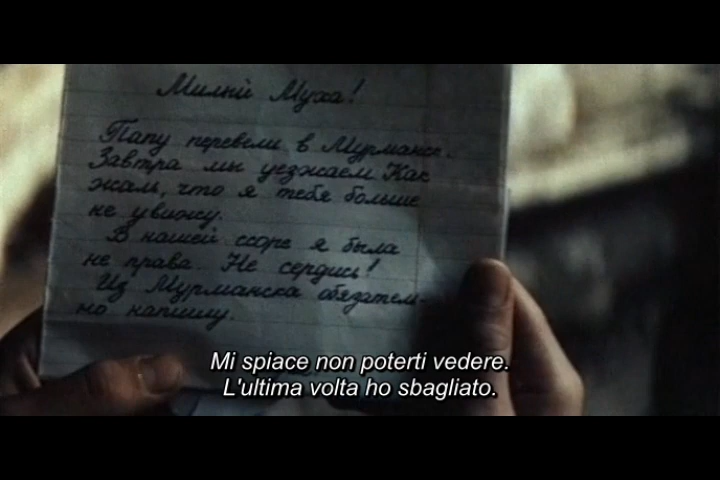 Милый Муха!
Папу перевели в Мурманск.
Завтра мы уезжаем Как
жаль, что я тебя больше
не увижу.
В нашей ссоре я была
не права Не сердись!
Из Мурманска обязатель-
но напишу.
Mi spiace non poterti vedere.
L'ultima volta ho sbagliato.